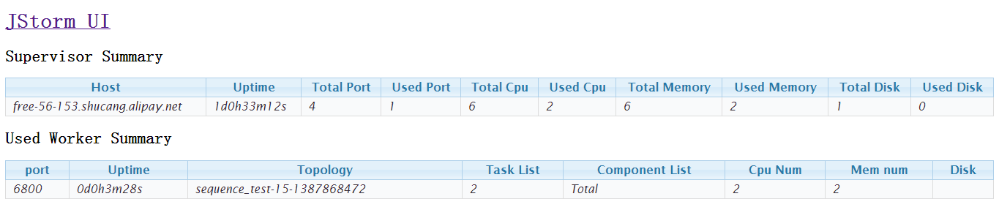 JStorm UI
Supervisor Summary
Host Uptime Total Port Used Port Total Cpu Used Cpu Total Memory Used Memory Total Disk Used Disk
free-56-153.shucang.alipay.net 1d0h33m12s 4 1 6 2 6 2 1 0
Used Worker Summary
port Uptime Topology Task List Component List Cpu Num Mem num Disk
6800 0d0h3m28s sequence_test-15-1387868472 2 Total 2 2